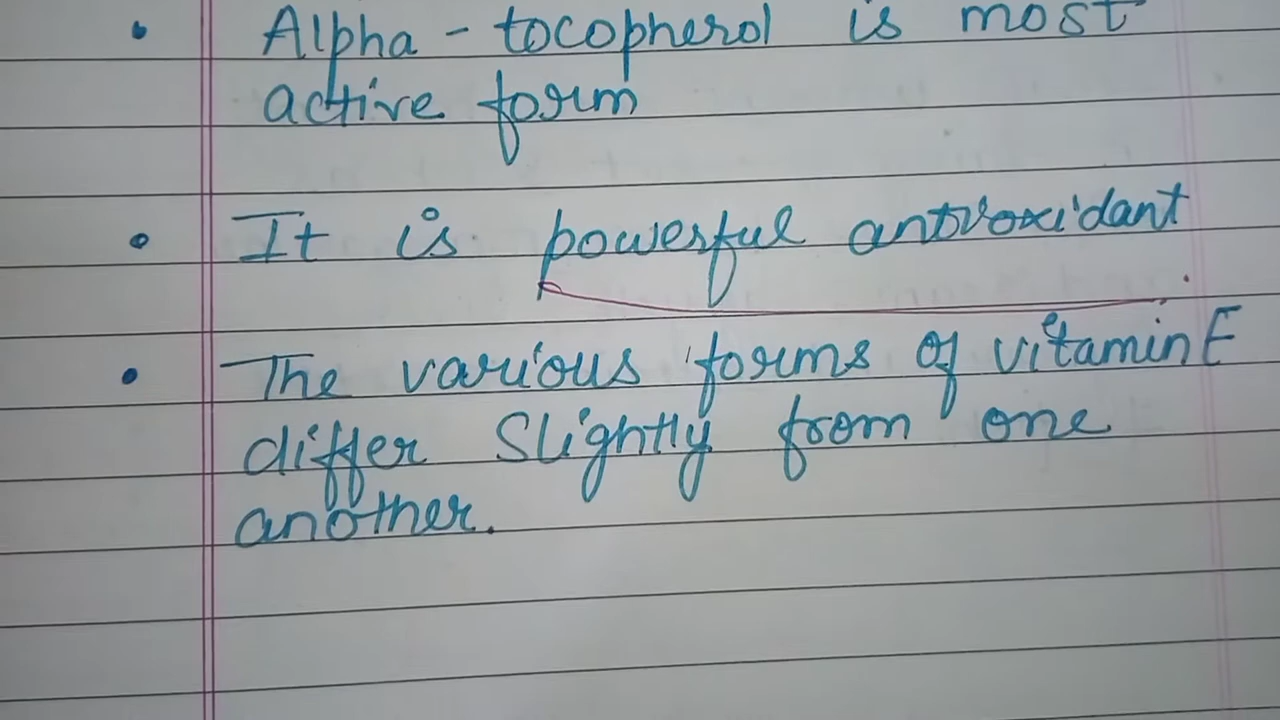 • Alpha - tocopherol is most
active form
• It is powerful antioxidant
• The various forms of vitamin E
differ slightly from one
another.